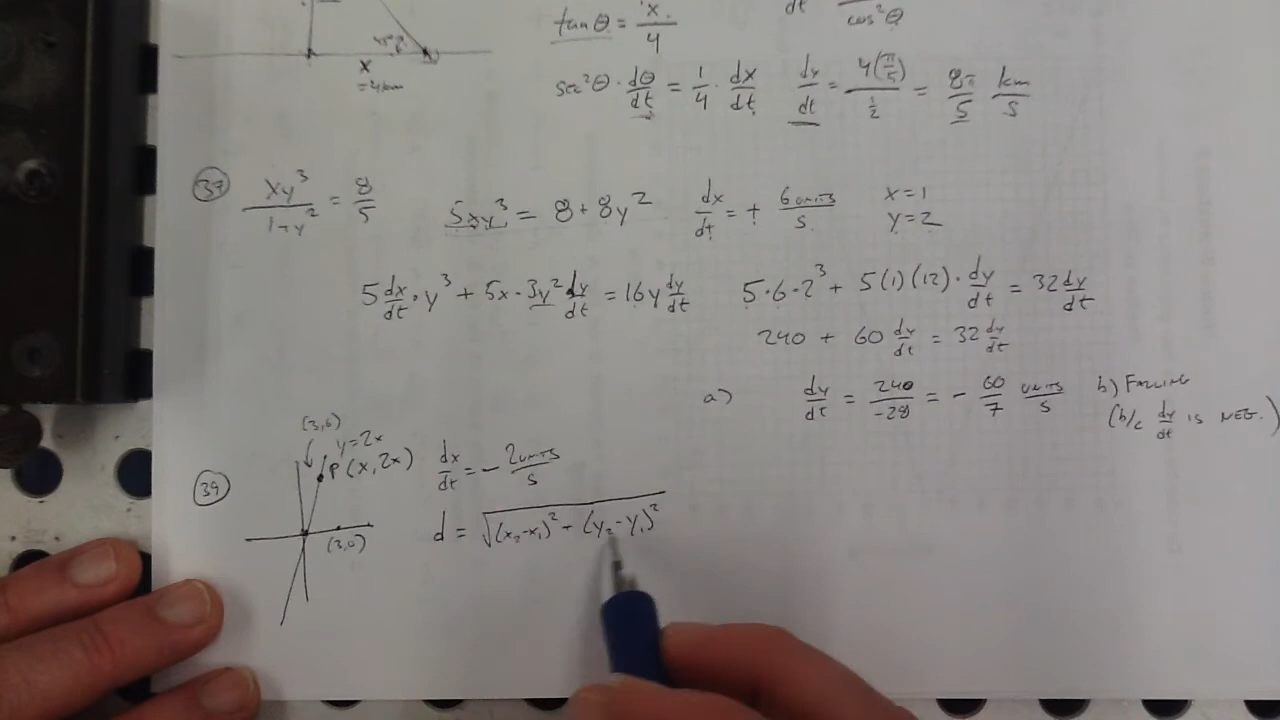 tanθ = x/4
dt
cos²θ
45°
x
=4km
sec²θ · dθ/dt = 1/4 · dx/dt
dy/dt = 4(π/5)/(1/2) = 8π/5 km/s
37 xy³/(1+y²) = 8/5
5xy³ = 8 + 8y²
dx/dt = + 6 units/s
x=1
y=2
5 dx/dt · y³ + 5x · 3y² dy/dt = 16y dy/dt
5·6·2³ + 5(1)(12) · dy/dt = 32 dy/dt
240 + 60 dy/dt = 32 dy/dt
a) dy/dt = 240/-28 = - 60/7 units/s
b) FALLING
(b/c dy/dt IS NEG.)
39 (3,6)
y=2x
P(x,2x)
(3,0)
dx/dt = - 2 units/s
d = √((x₂-x₁)² + (y₂-y₁)²)